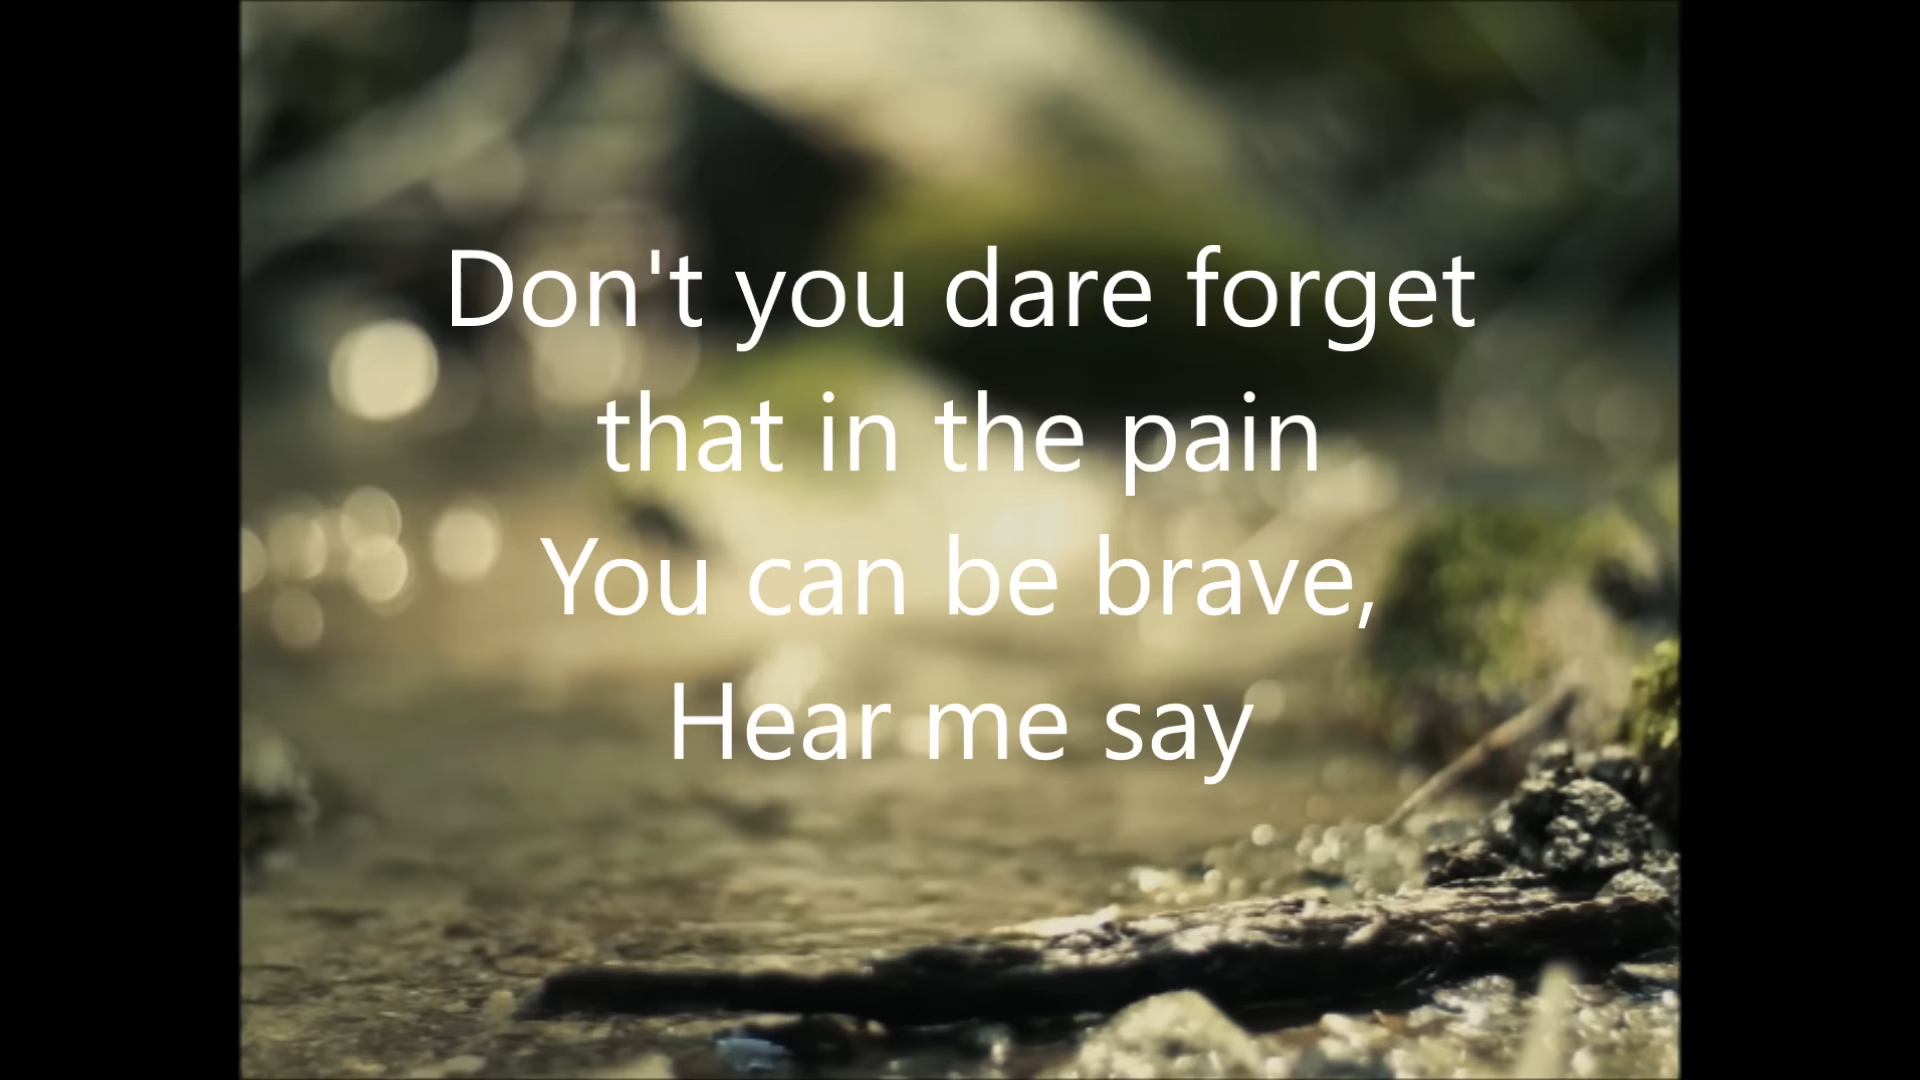 Don't you dare forget
that in the pain
You can be brave,
Hear me say